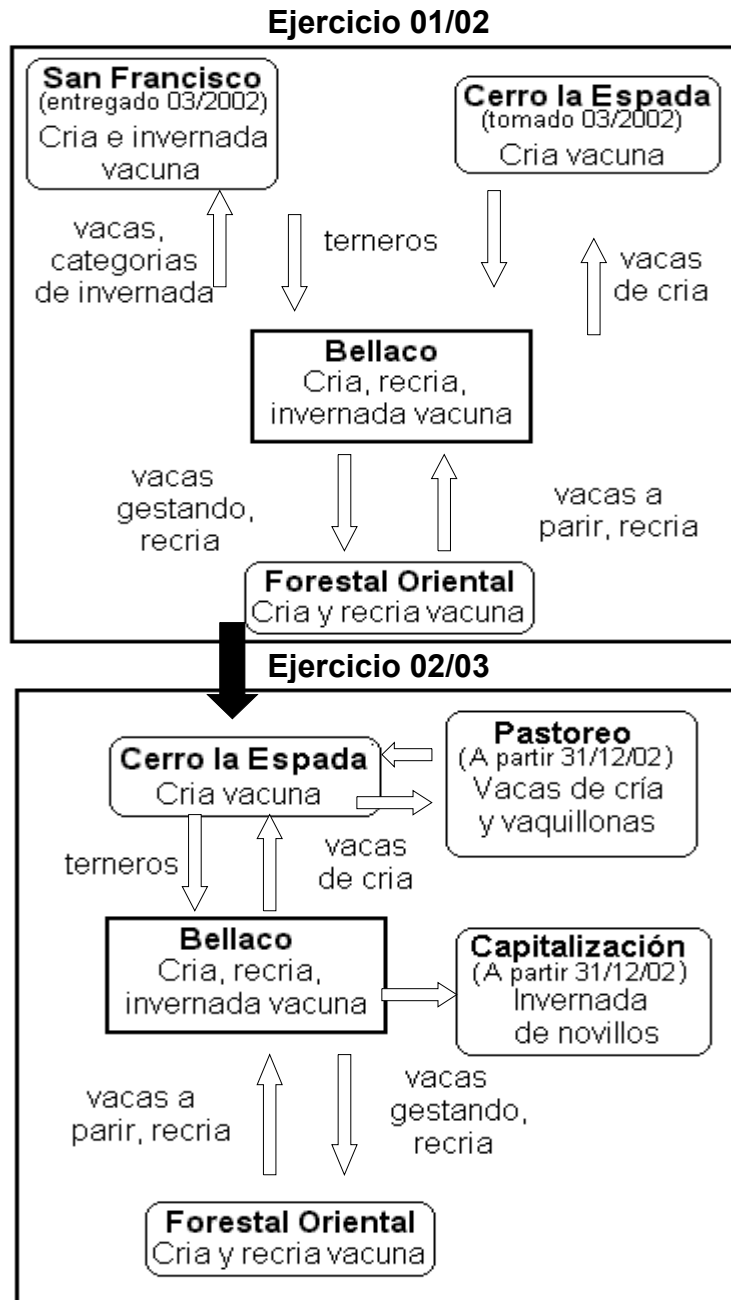 Ejercicio 01/02
San Francisco
(entregado 03/2002)
Cria e invernada
vacuna
Cerro la Espada
(tomado 03/2002)
Cria vacuna
vacas,
categorias
de invernada
terneros
vacas
de cria
Bellaco
Cria, recria,
invernada vacuna
vacas
gestando,
recria
vacas a
parir, recria
Forestal Oriental
Cria y recria vacuna
Ejercicio 02/03
Cerro la Espada
Cria vacuna
Pastoreo
(A partir 31/12/02)
Vacas de cría
y vaquillonas
terneros
vacas
de cria
Bellaco
Cria, recria,
invernada vacuna
Capitalización
(A partir 31/12/02)
Invernada
de novillos
vacas a
parir, recria
vacas
gestando,
recria
Forestal Oriental
Cria y recria vacuna